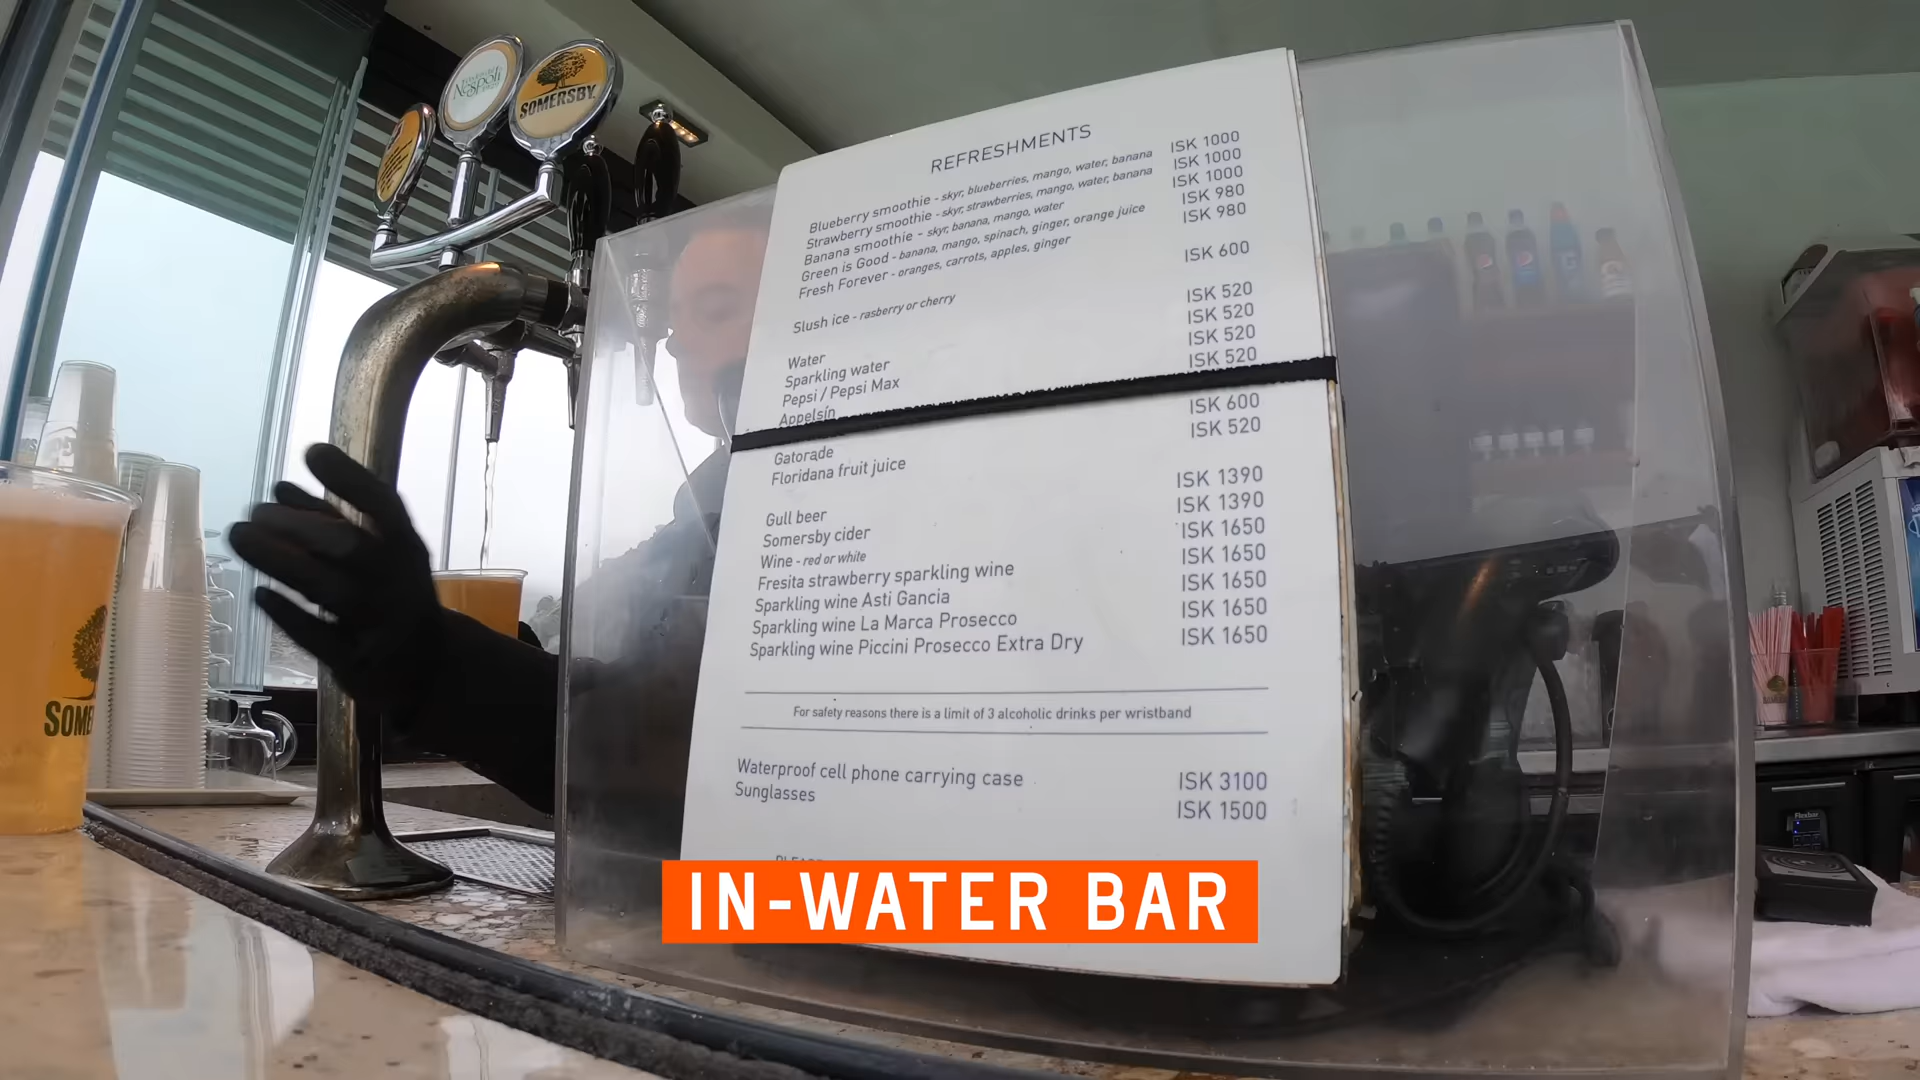 Nespoli
SOMERSBY
REFRESHMENTS
Blueberry smoothie - skyr, blueberries, mango, water, banana ISK 1000
Strawberry smoothie - skyr, strawberries, mango, water, banana ISK 1000
Banana smoothie - skyr, banana, mango, water ISK 1000
Green is Good - banana, mango, spinach, ginger, orange juice ISK 980
Fresh Forever - oranges, carrots, apples, ginger ISK 980
Slush ice - rasberry or cherry ISK 600
Water ISK 520
Sparkling water ISK 520
Pepsi / Pepsi Max ISK 520
Appelsín ISK 520
Gatorade ISK 600
Floridana fruit juice ISK 520
Gull beer ISK 1390
Somersby cider ISK 1390
Wine - red or white ISK 1650
Fresita strawberry sparkling wine ISK 1650
Sparkling wine Asti Gancia ISK 1650
Sparkling wine La Marca Prosecco ISK 1650
Sparkling wine Piccini Prosecco Extra Dry ISK 1650
For safety reasons there is a limit of 3 alcoholic drinks per wristband
Waterproof cell phone carrying case ISK 3100
Sunglasses ISK 1500
IN-WATER BAR
SOME